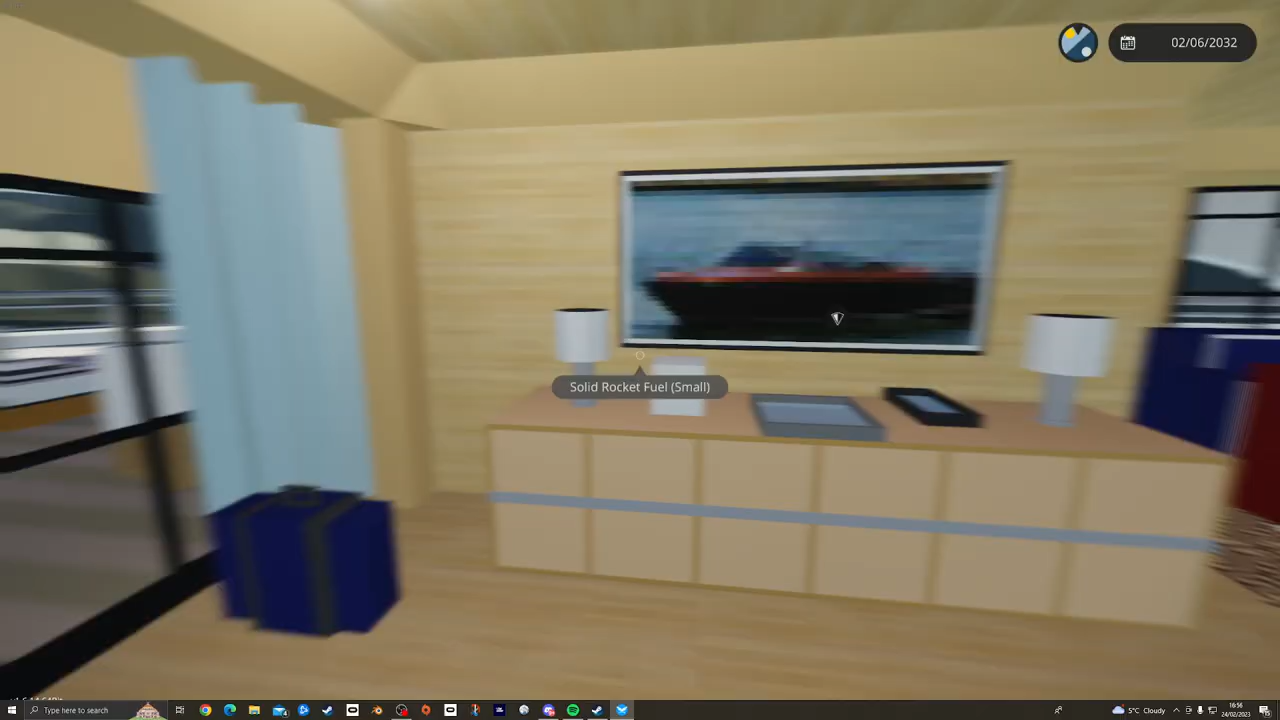 02/06/2032
Solid Rocket Fuel (Small)
Type here to search
5°C Cloudy
16:56
24/02/2023